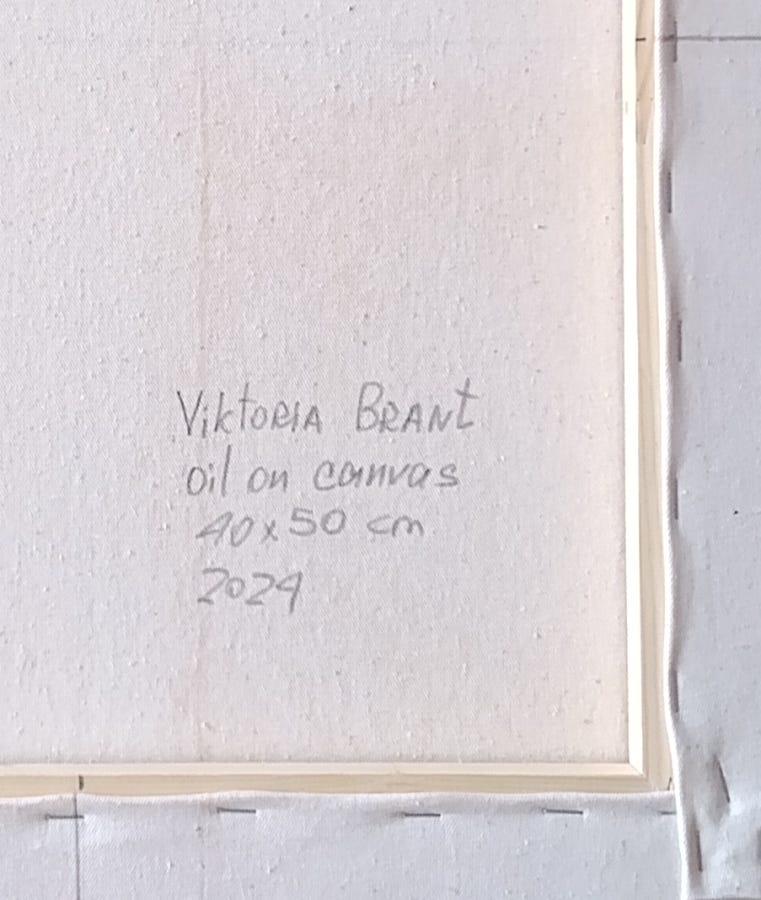 Viktoria Brant
oil on canvas
40x50 cm
2024